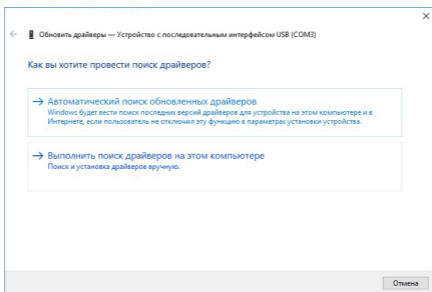 Обновить драйверы — Устройство с последовательным интерфейсом USB (COM3)
Как вы хотите провести поиск драйверов?
Автоматический поиск обновленных драйверов
Windows будет вести поиск последних версий драйверов для устройства на этом компьютере и в
Интернете, если пользователь не отключил эту функцию в параметрах установки устройства.
Выполнить поиск драйверов на этом компьютере
Поиск и установка драйверов вручную.
Отмена